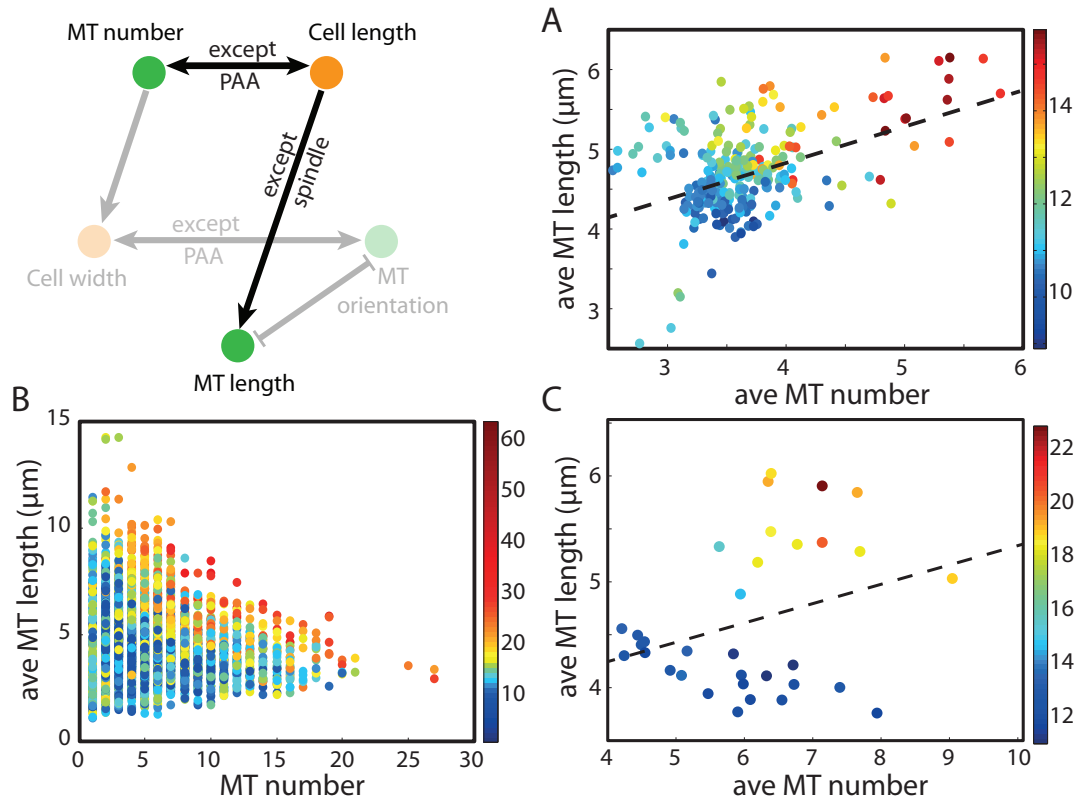 MT number
Cell length
except
PAA
except
spindle
except
PAA
Cell width
MT
orientation
MT length
A
ave MT length (μm)
6
5
4
3
3
4
5
6
ave MT number
14
12
10
B
ave MT length (μm)
15
10
5
0
0
5
10
15
20
25
30
MT number
60
50
40
30
20
10
C
ave MT length (μm)
6
5
4
4
5
6
7
8
9
10
ave MT number
22
20
18
16
14
12